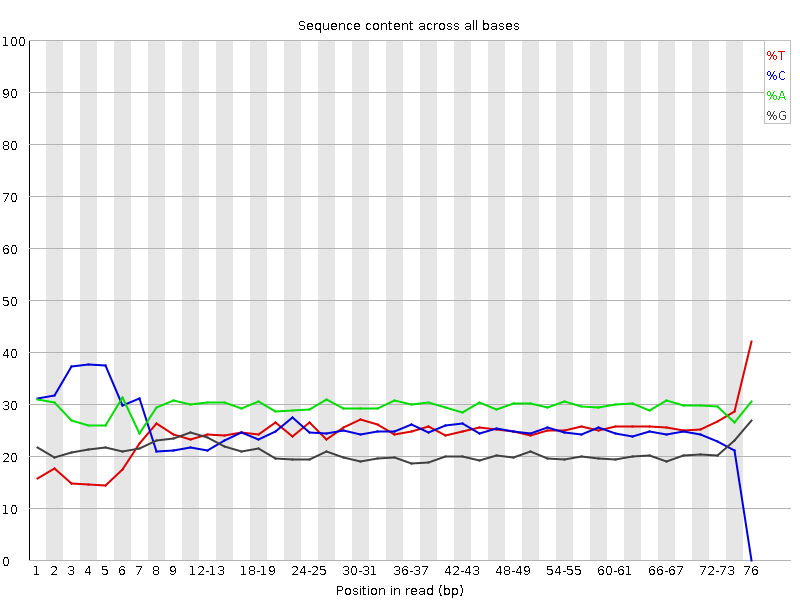 Sequence content across all bases
100
90
80
70
60
50
40
30
20
10
0
%T
%C
%A
%G
1 2 3 4 5 6 7 8 9 12-13 18-19 24-25 30-31 36-37 42-43 48-49 54-55 60-61 66-67 72-73 76
Position in read (bp)